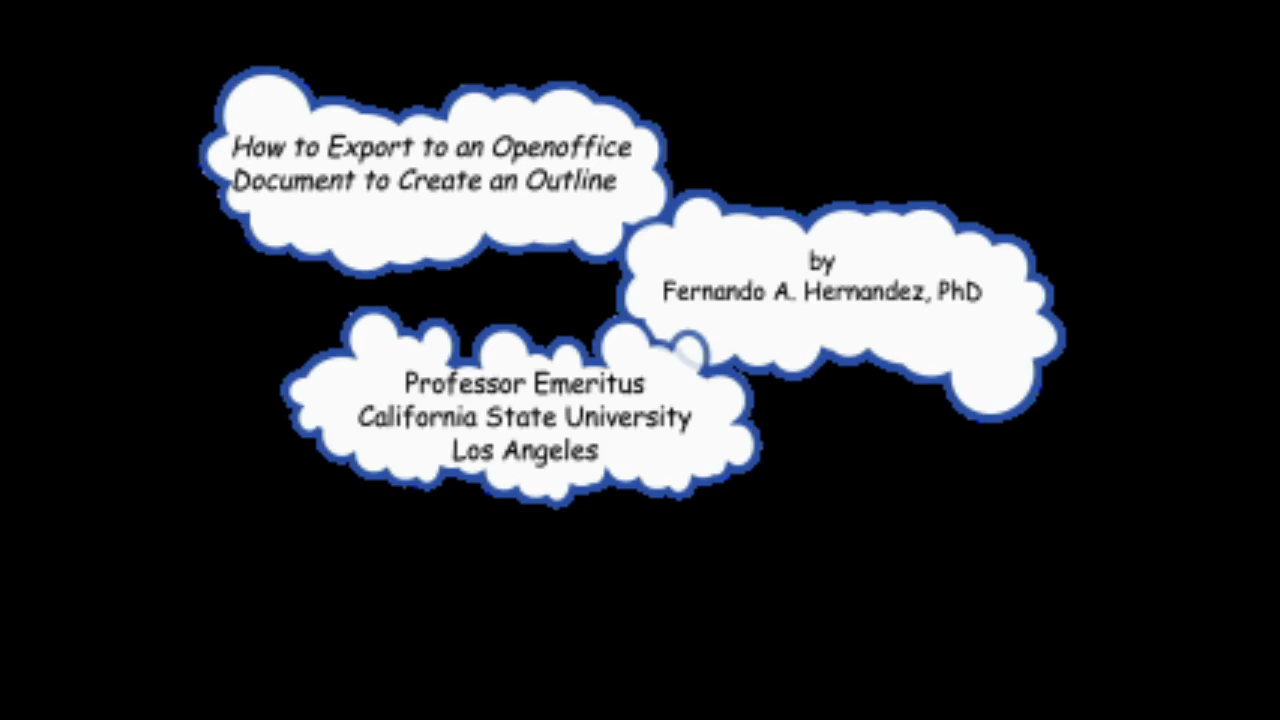 How to Export to an Openoffice
Document to Create an Outline
by
Fernando A. Hernandez, PhD
Professor Emeritus
California State University
Los Angeles